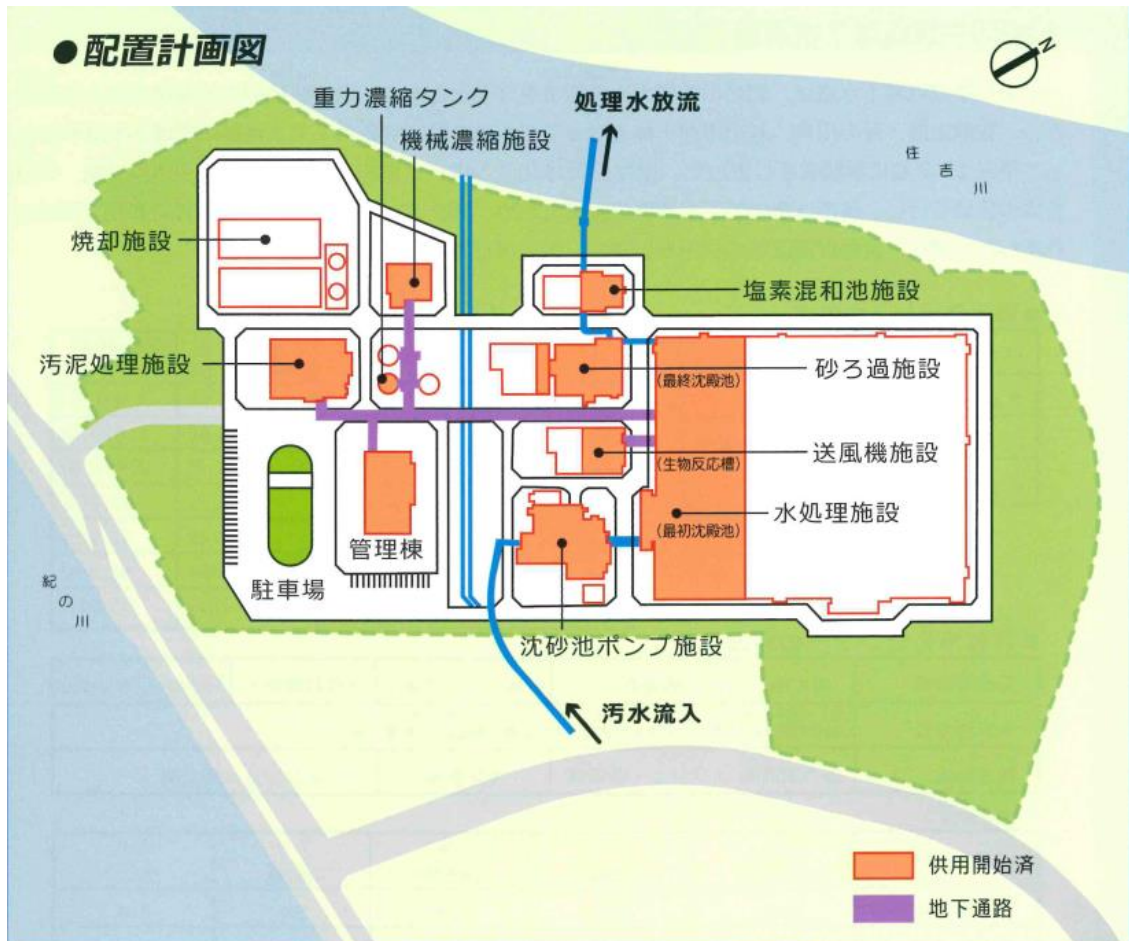 ●配置計画図
N
重力濃縮タンク
処理水放流
機械濃縮施設
住吉川
焼却施設
塩素混和池施設
汚泥処理施設
(最終沈殿池)
砂ろ過施設
(生物反応槽)
送風機施設
水処理施設
(最初沈殿池)
管理棟
駐車場
紀の川
沈砂池ポンプ施設
汚水流入
供用開始済
地下通路